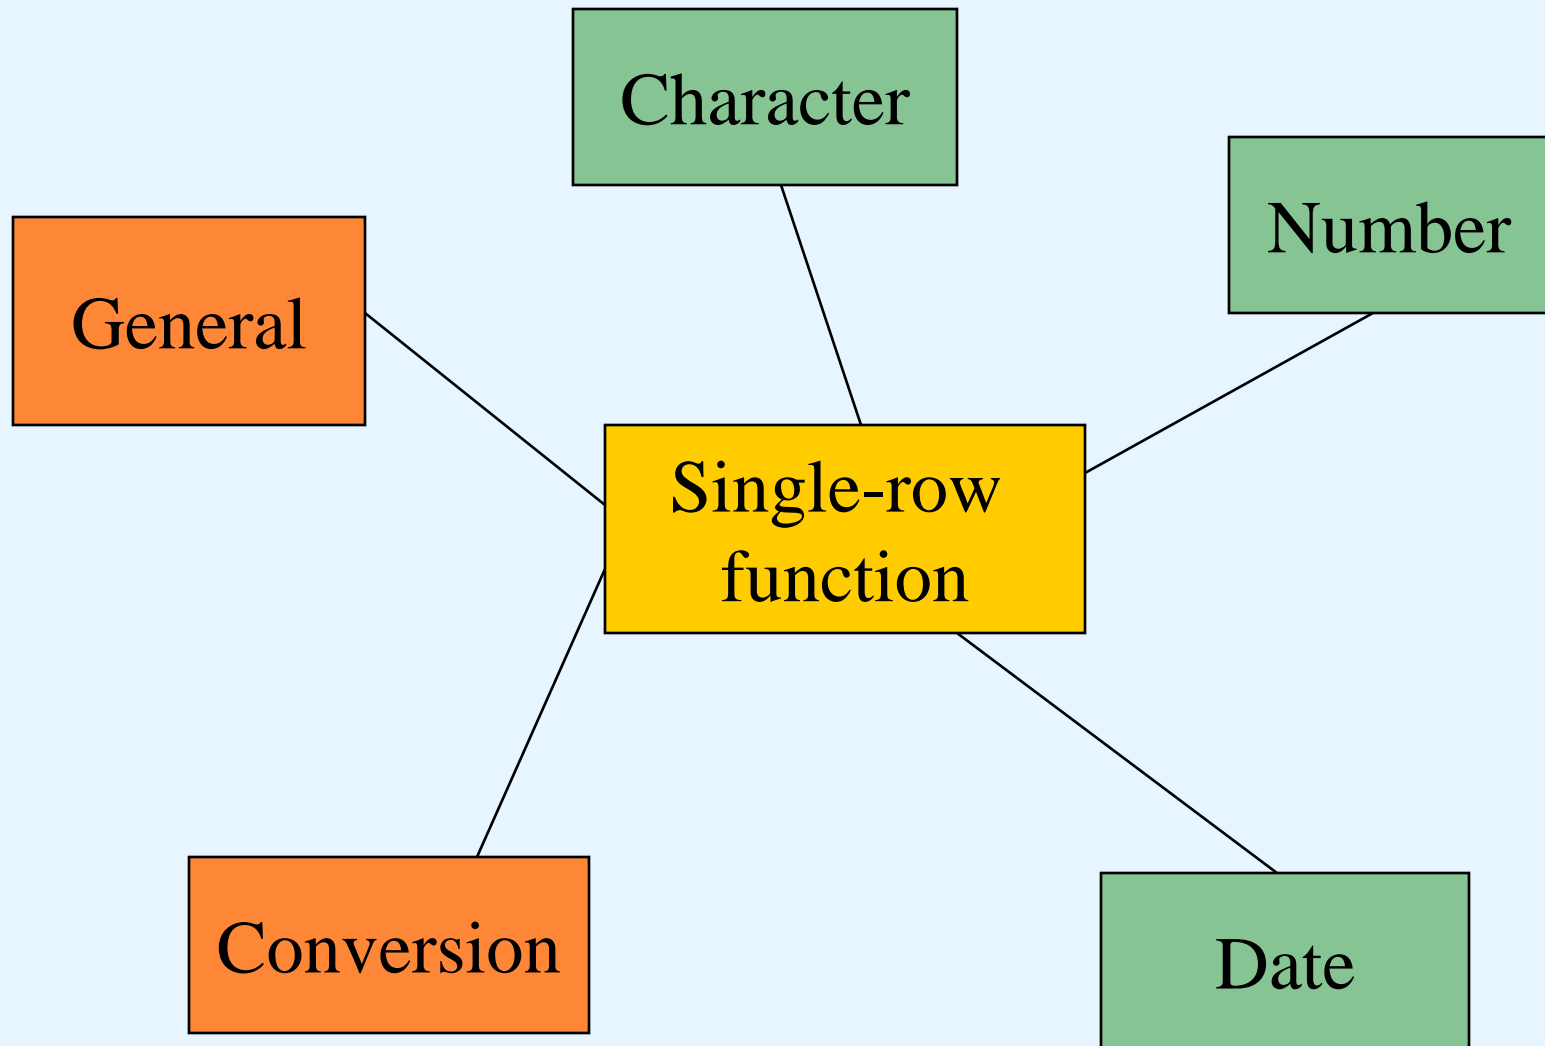 Character
Number
General
Single-row
function
Conversion
Date